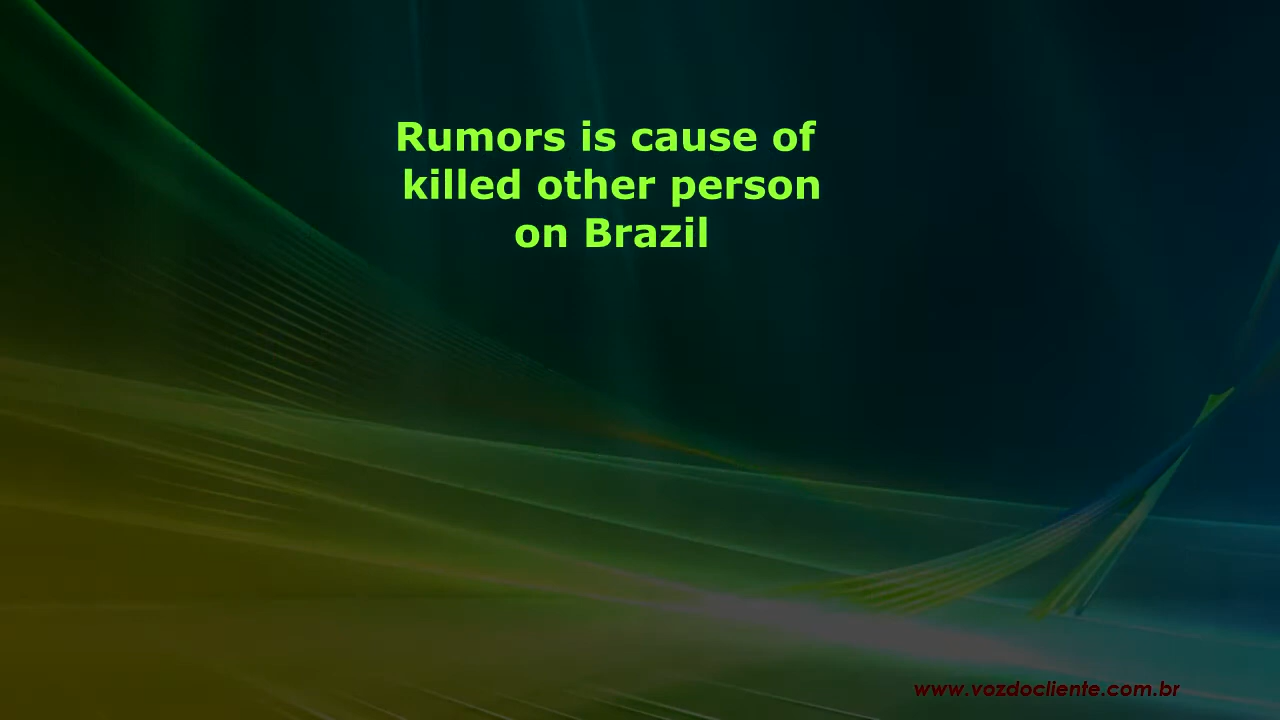 Rumors is cause of
killed other person
on Brazil
www.vozdocliente.com.br